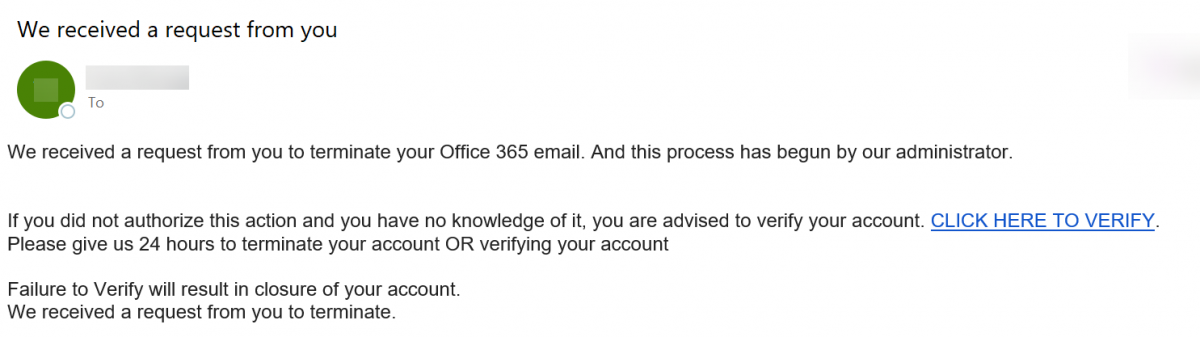 We received a request from you
To
We received a request from you to terminate your Office 365 email. And this process has begun by our administrator.
If you did not authorize this action and you have no knowledge of it, you are advised to verify your account. CLICK HERE TO VERIFY.
Please give us 24 hours to terminate your account OR verifying your account
Failure to Verify will result in closure of your account.
We received a request from you to terminate.